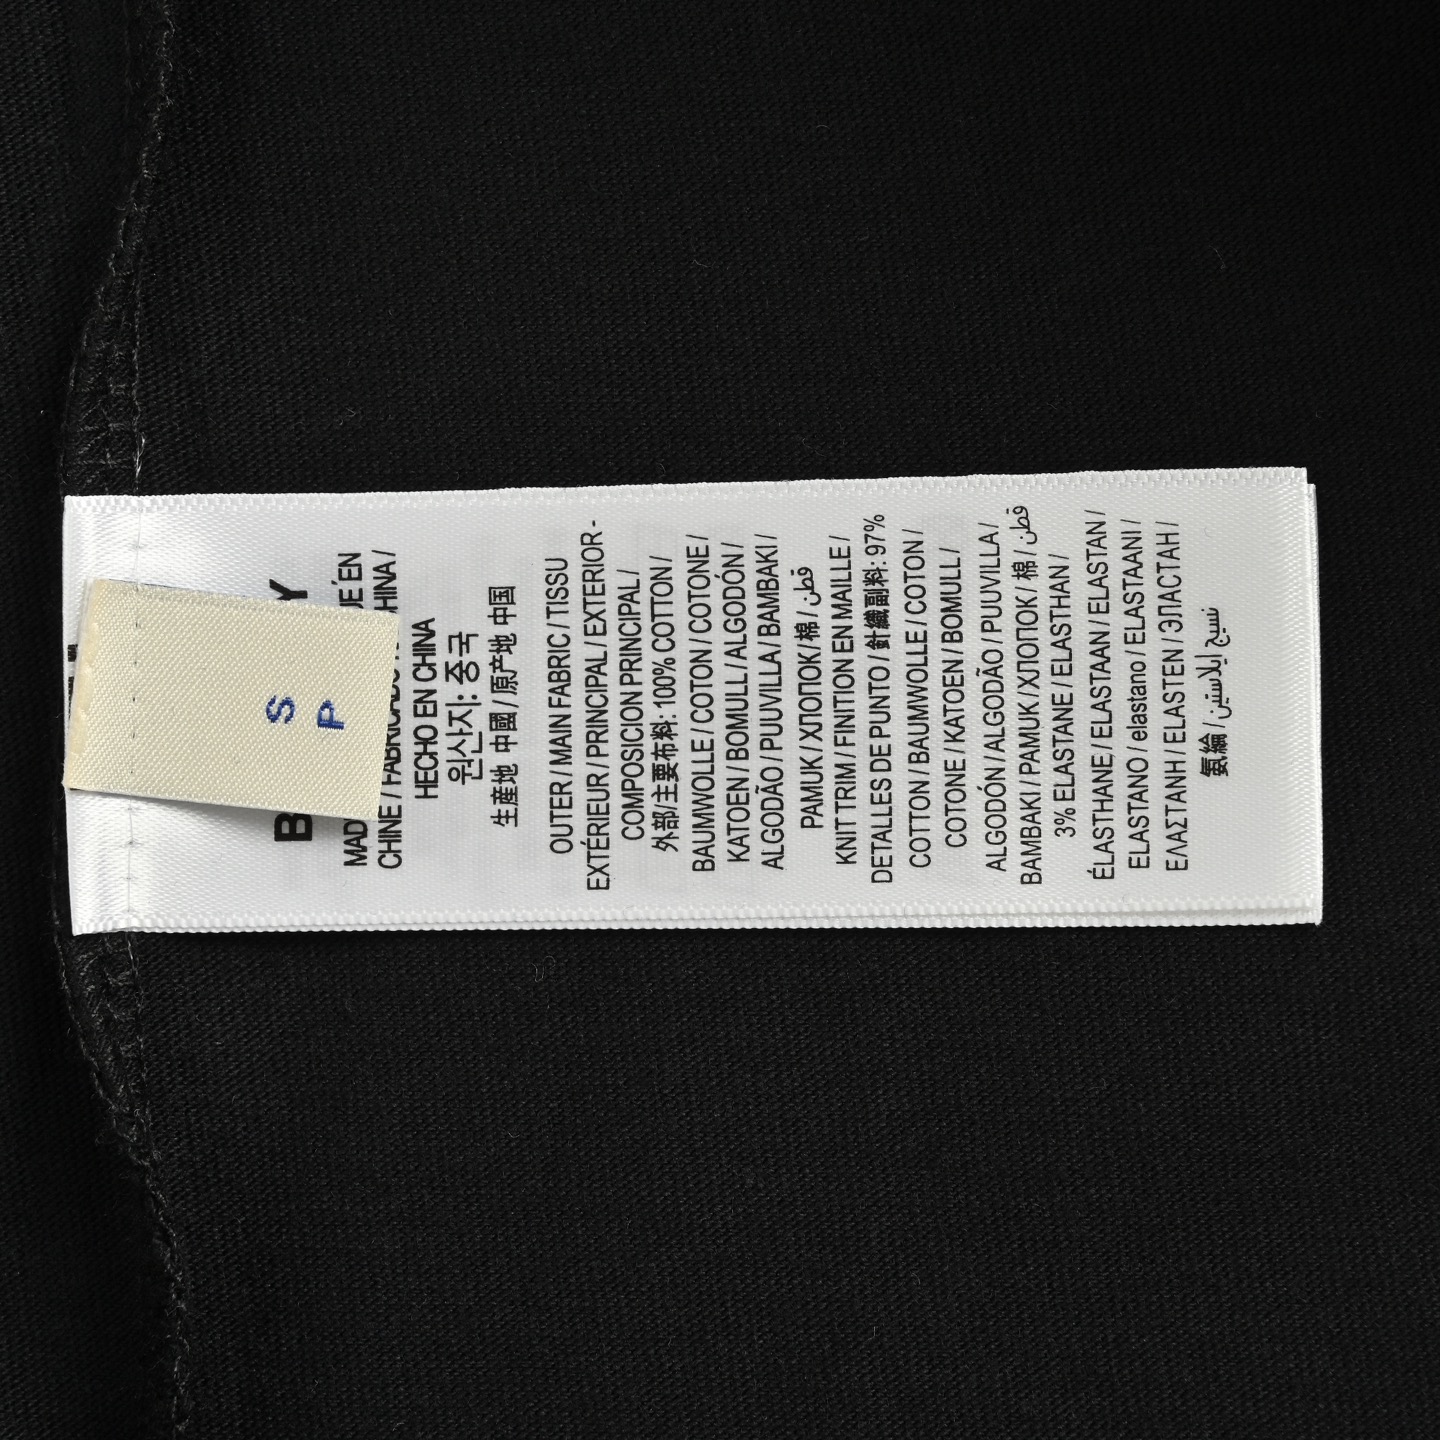 S
P
MAD
UÉ EN
CHINE / FABRICADO
CHINA /
HECHO EN CHINA
원산지: 중국
生産地 中國 / 原产地 中国
OUTER / MAIN FABRIC / TISSU
EXTÉRIEUR / PRINCIPAL / EXTERIOR -
COMPOSICION PRINCIPAL /
外部/主要布料: 100% COTTON /
BAUMWOLLE / COTON / COTONE /
KATOEN / BOMULL / ALGODÓN /
ALGODÃO / PUUVILLA / BAMBAKI /
PAMUK / ХЛОПОК / 棉 / قطن
KNIT TRIM / FINITION EN MAILLE /
DETALLES DE PUNTO / 針織副料: 97%
COTTON / BAUMWOLLE / COTON /
COTONE / KATOEN / BOMULL /
ALGODÓN / ALGODÃO / PUUVILLA /
BAMBAKI / PAMUK / ХЛОПОК / 棉 / قطن
3% ELASTANE / ELASTHAN /
ÉLASTHANE / ELASTAAN / ELASTAN /
ELASTANO / elastano / ELASTAANI /
ΕΛΑΣΤΑΝΗ / ELASTEN / ЭЛАСТАН /
氨綸 / نسيج إيلاستين